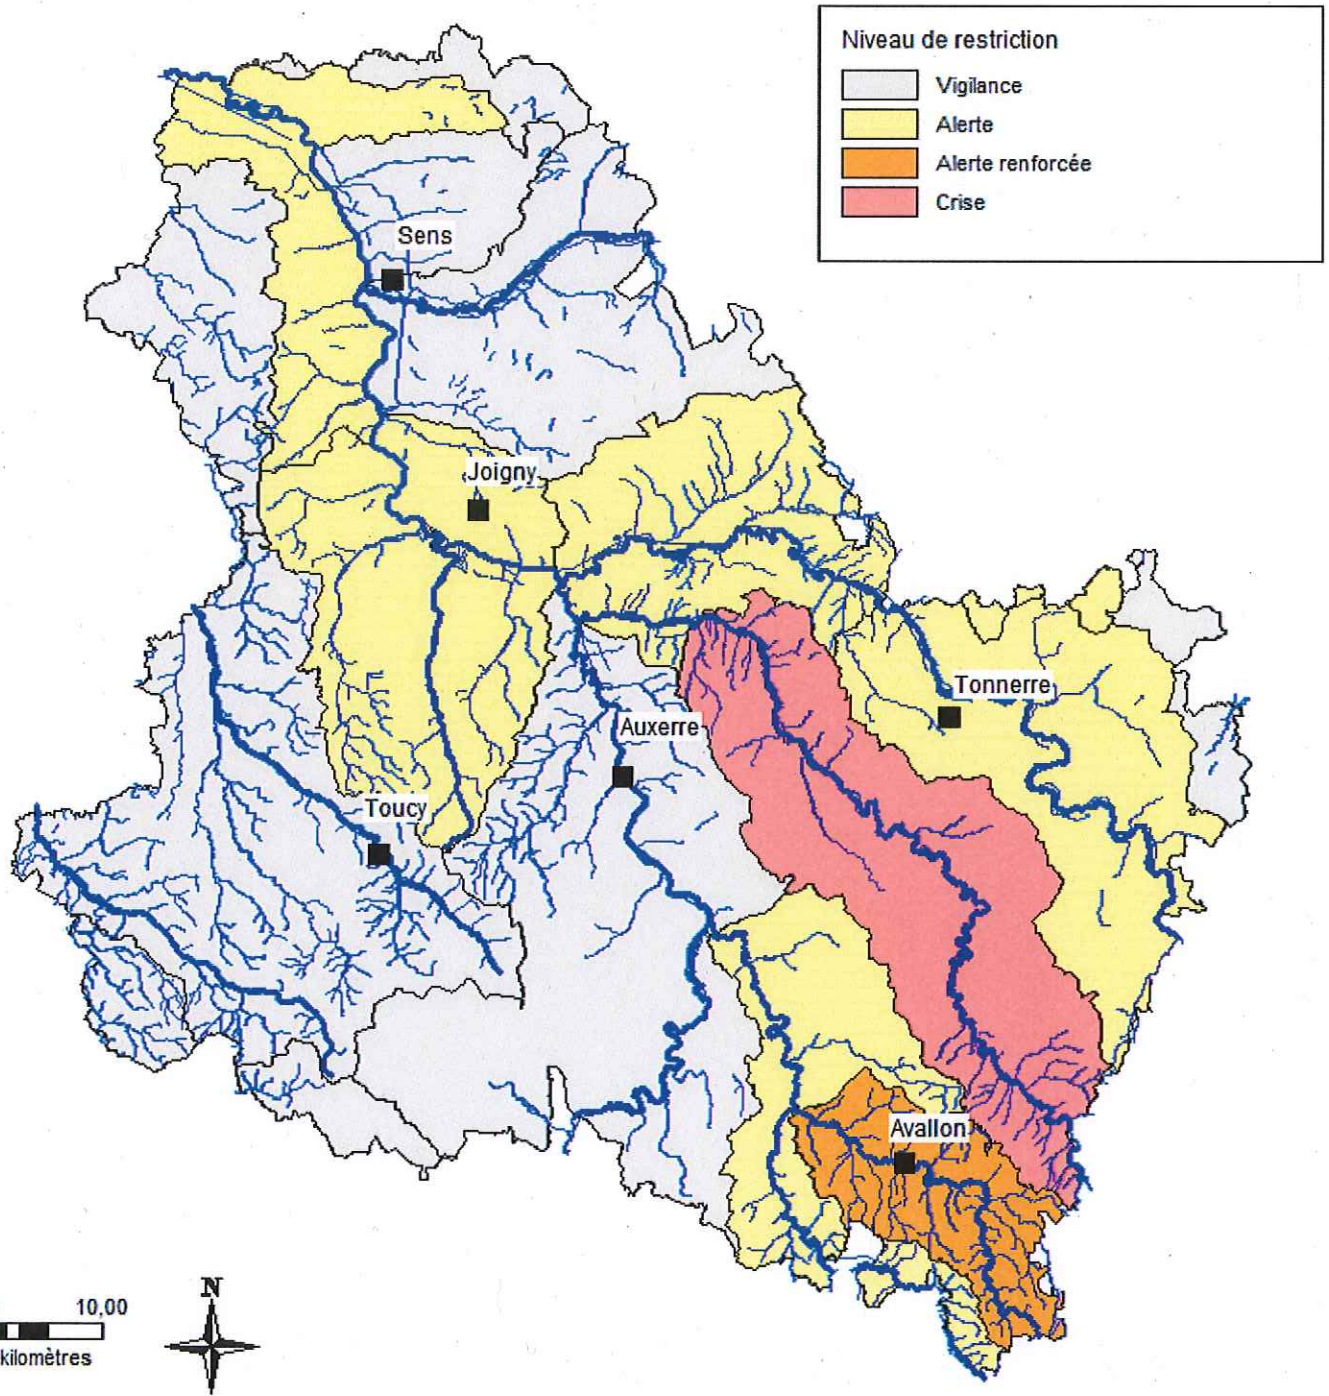 Niveau de restriction
Vigilance
Alerte
Alerte renforcée
Crise
Sens
Joigny
Tonnerre
Auxerre
Toucy
Avallon
N
10,00
kilomètres